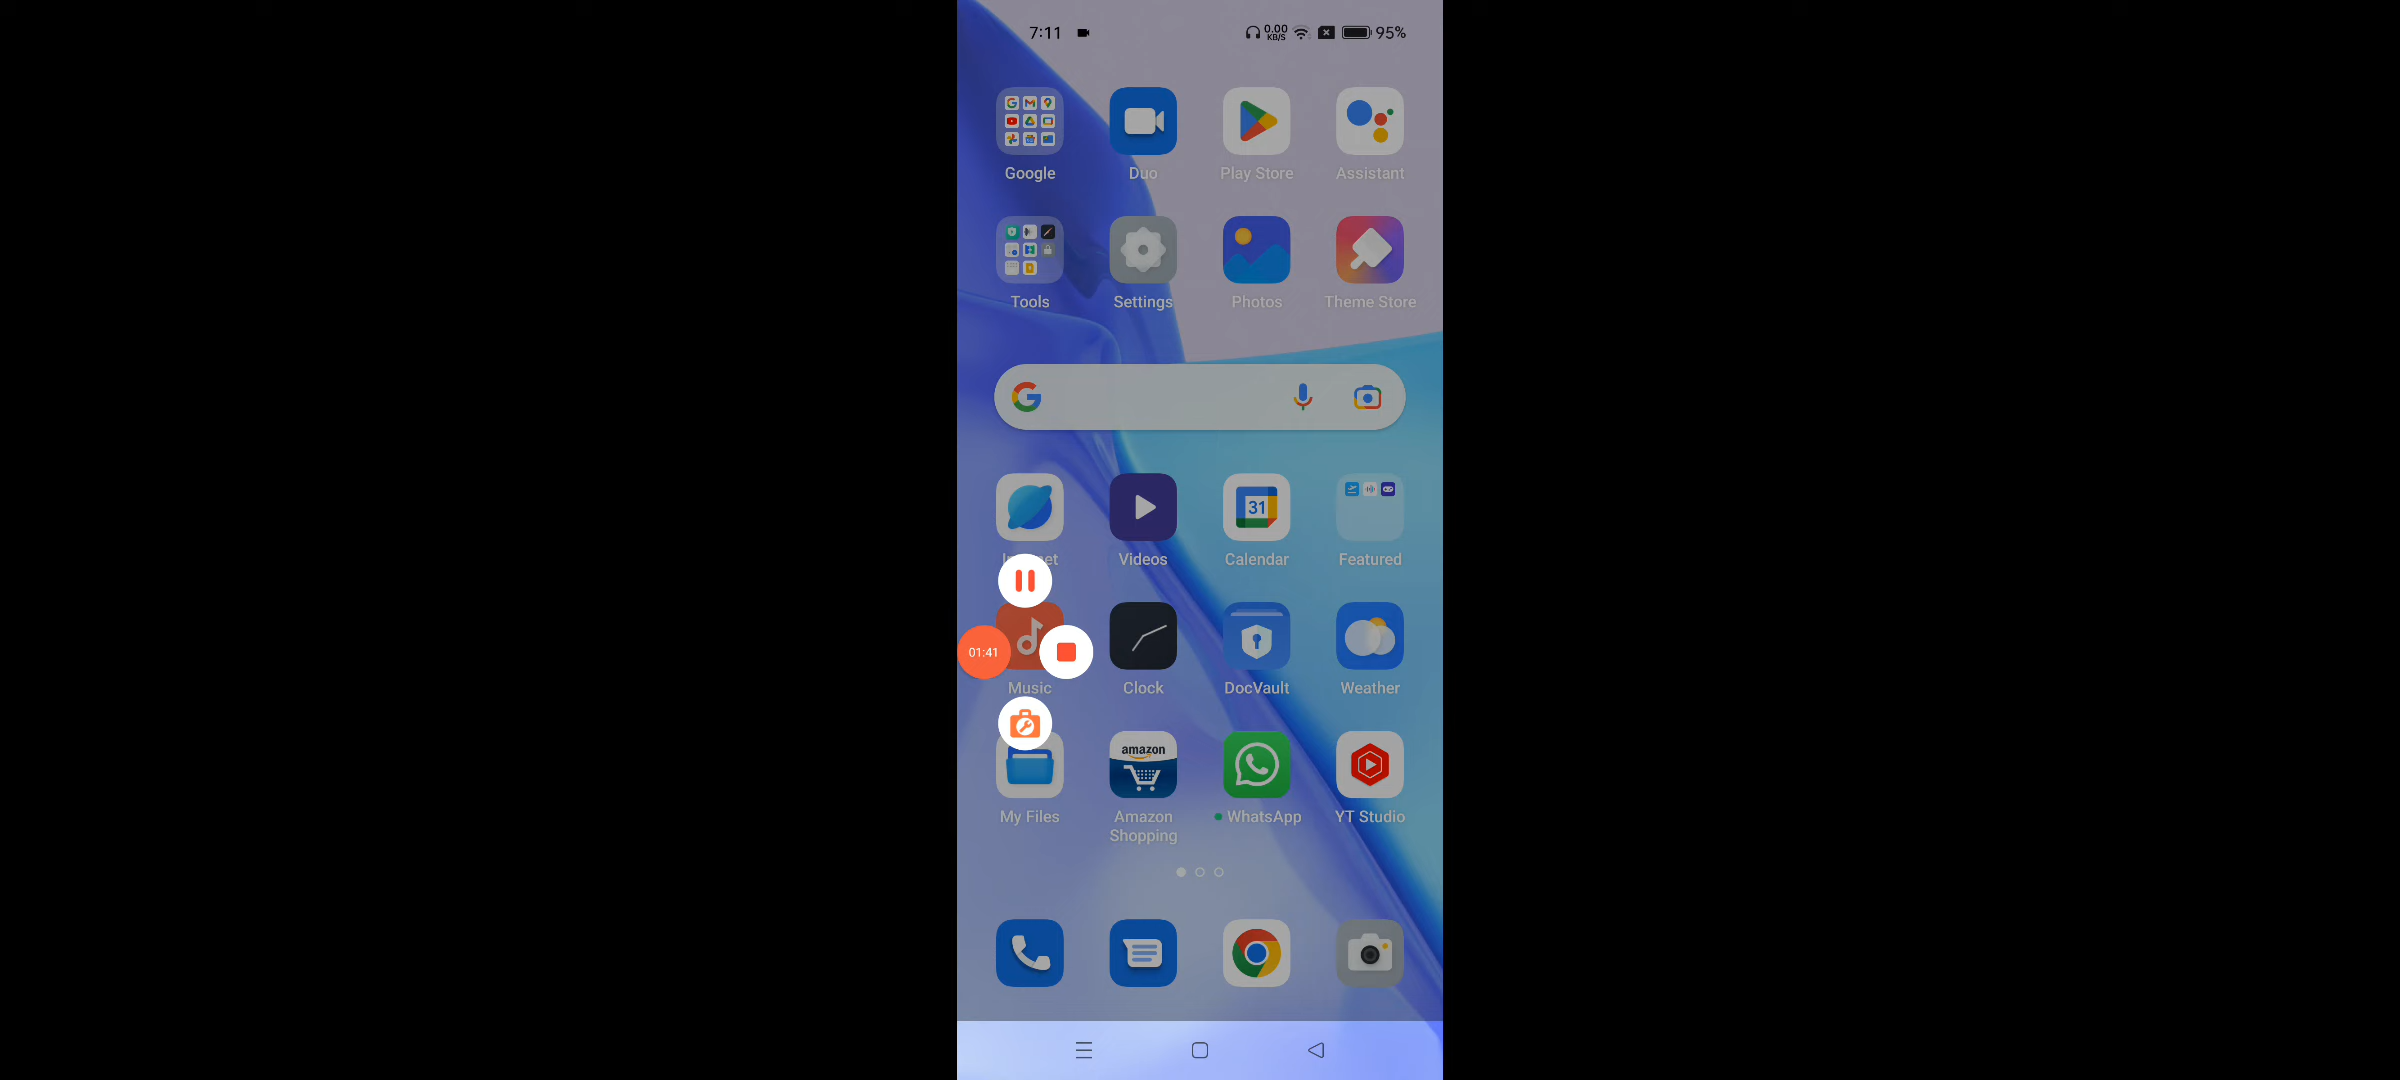 7:11 0.00 KB/S 95%
Google Duo Play Store Assistant
Tools Settings Photos Theme Store
31
Videos Calendar Featured
01:41
Music Clock DocVault Weather
amazon
My Files Amazon Shopping WhatsApp YT Studio